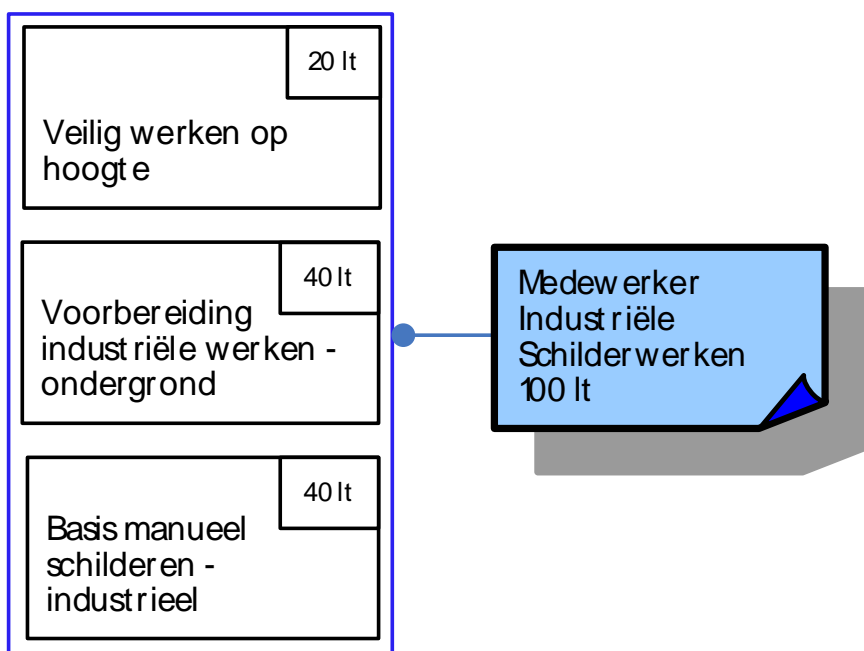 20 lt
Veilig werken op
hoogte
40 lt
Voorbereiding
industriële werken -
ondergrond
40 lt
Basis manueel
schilderen -
industrieel
Medewerker
Industriële
Schilderwerken
100 lt